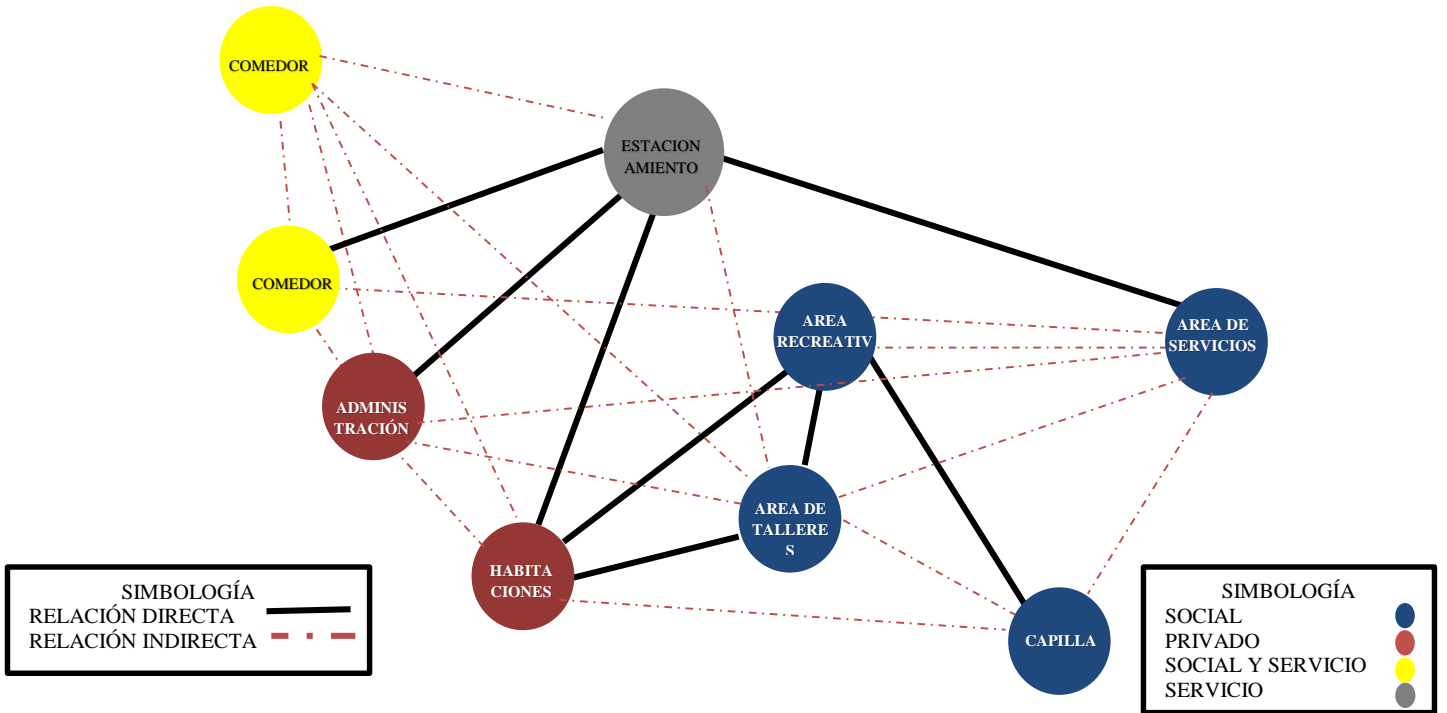 COMEDOR
ESTACION
AMIENTO
COMEDOR
AREA
RECREATIV
AREA DE
SERVICIOS
ADMINIS
TRACIÓN
AREA DE
TALLERE
S
HABITA
CIONES
CAPILLA
SIMBOLOGÍA
RELACIÓN DIRECTA
RELACIÓN INDIRECTA
SIMBOLOGÍA
SOCIAL
PRIVADO
SOCIAL Y SERVICIO
SERVICIO